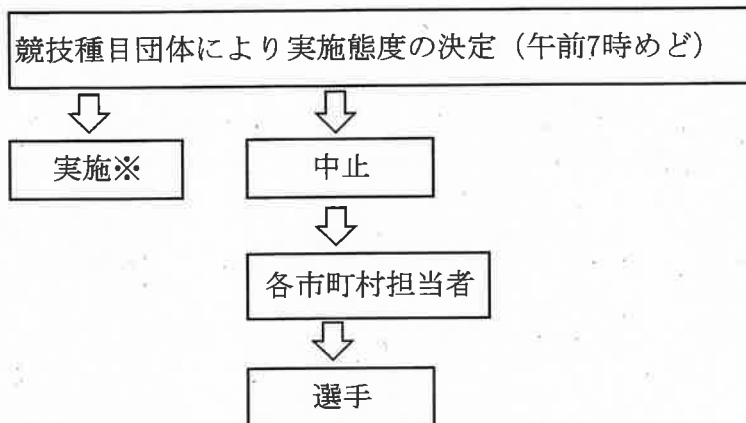 競技種目団体により実施態度の決定（午前7時めど）
実施※
中止
各市町村担当者
選手